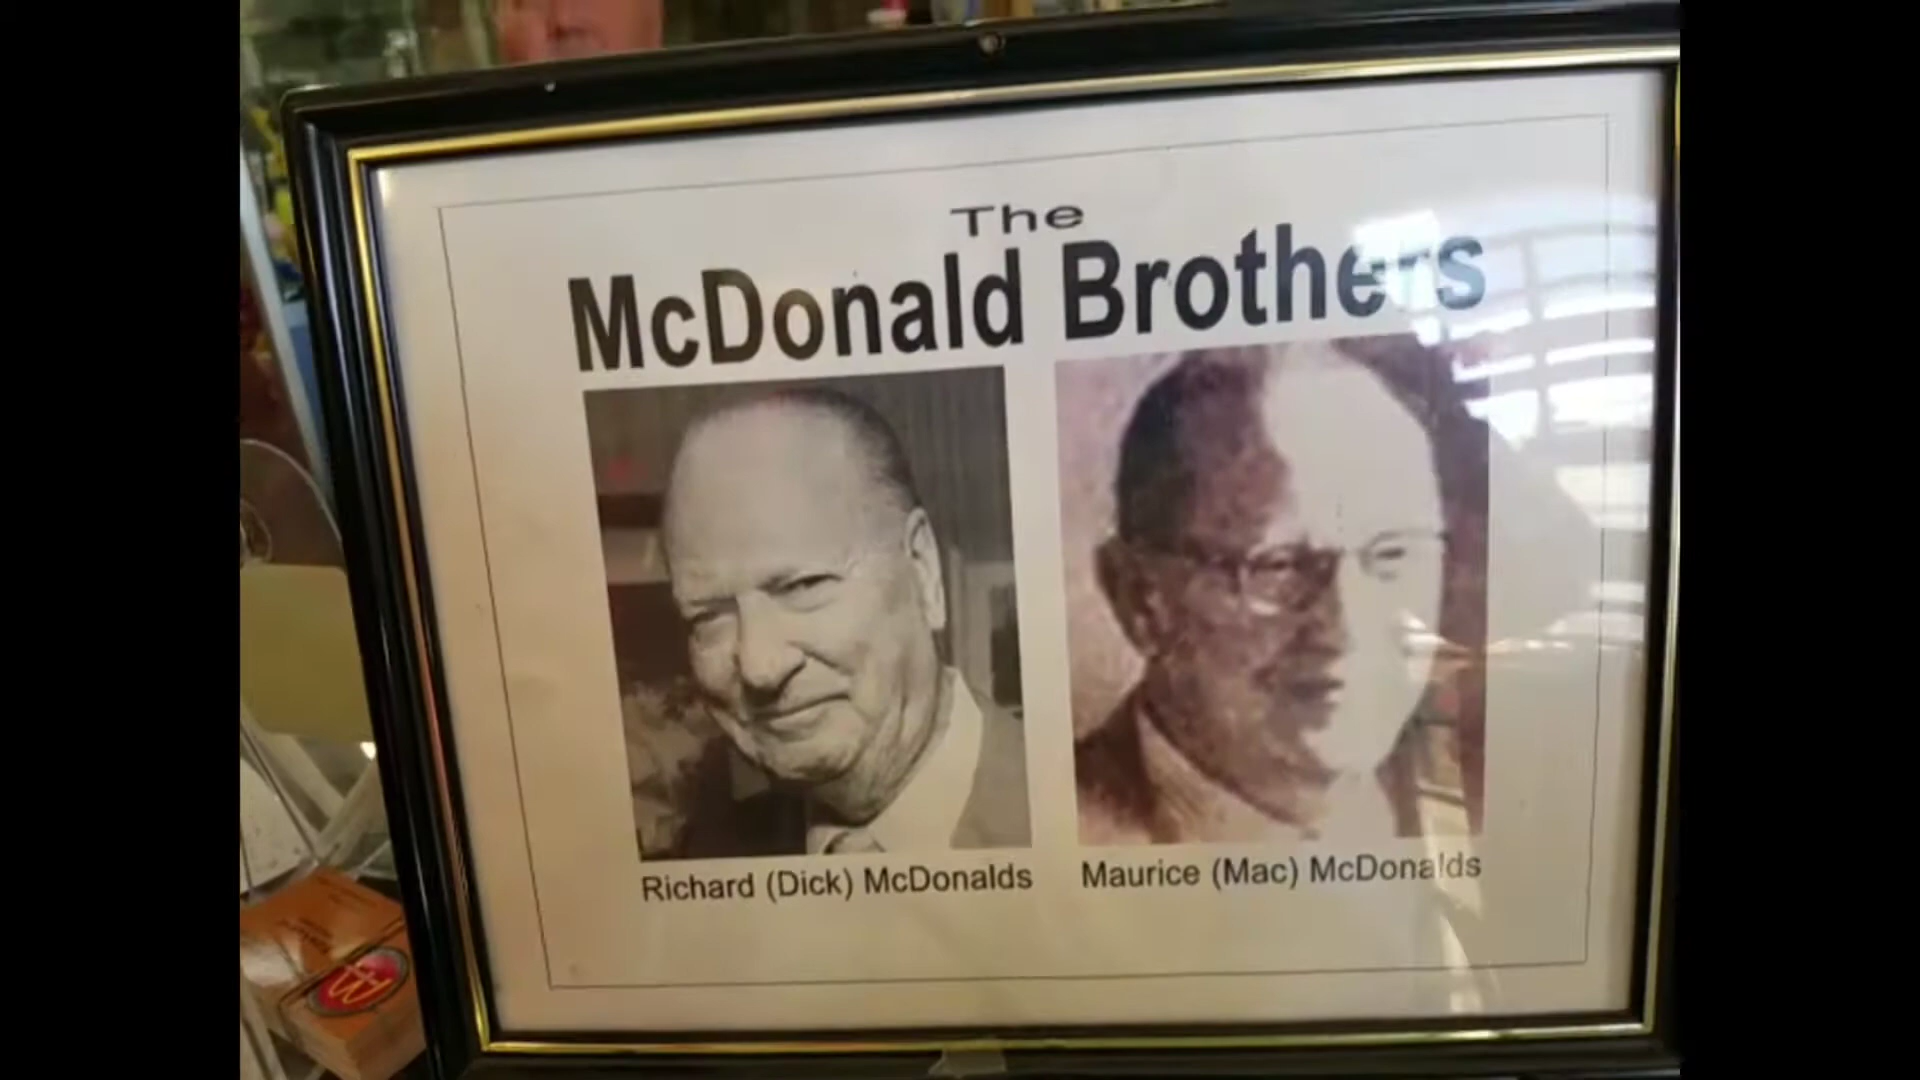 The
McDonald Brothers
Richard (Dick) McDonalds
Maurice (Mac) McDonalds